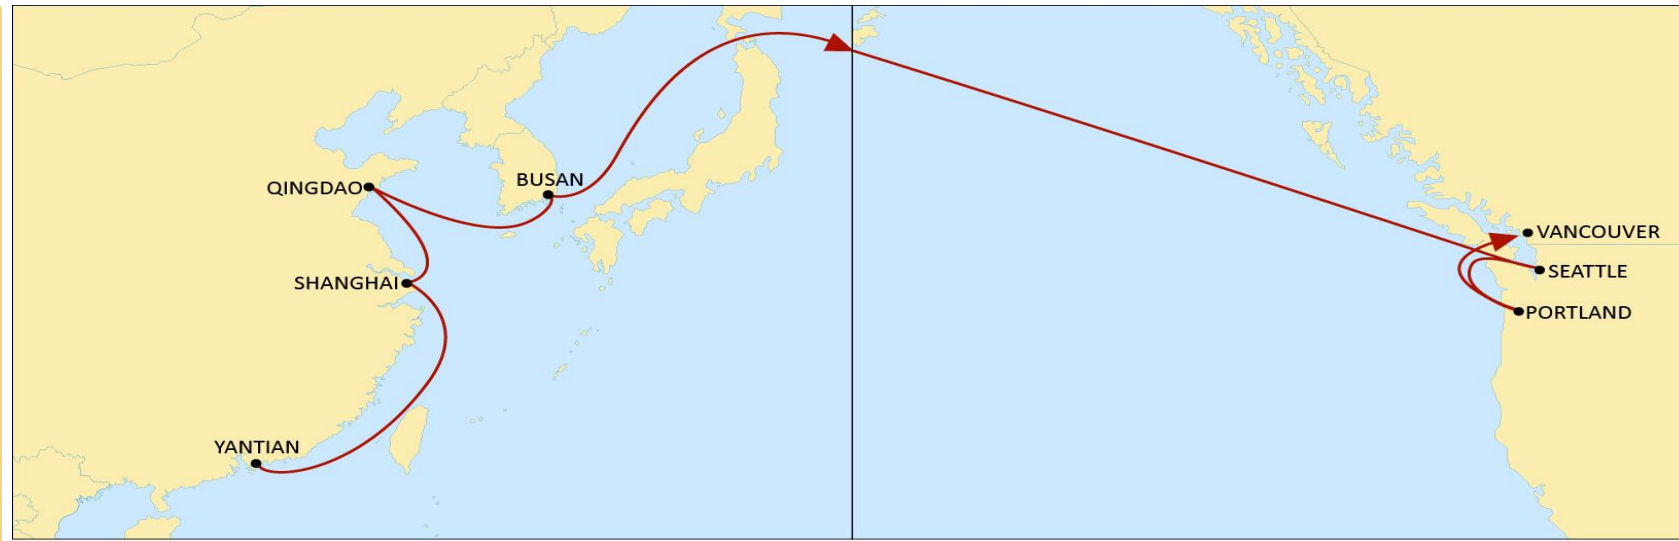 QINGDAO
BUSAN
SHANGHAI
YANTIAN
VANCOUVER
SEATTLE
PORTLAND